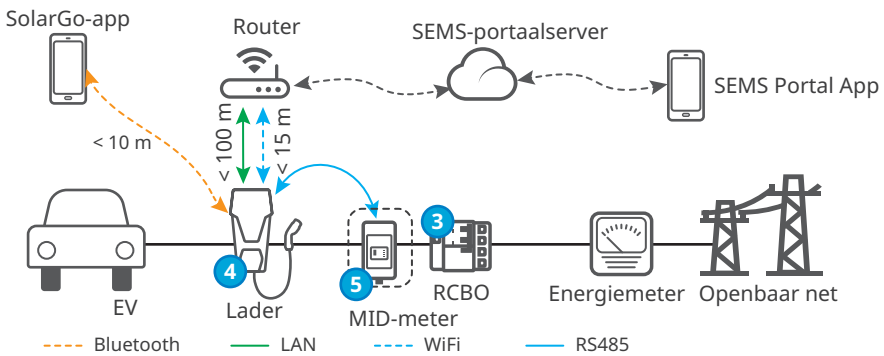 SolarGo-app
Router
SEMS-portaalserver
SEMS Portal App
< 10 m
< 100 m
< 15 m
3
4
5
EV
Lader
MID-meter
RCBO
Energiemeter
Openbaar net
Bluetooth
LAN
WiFi
RS485